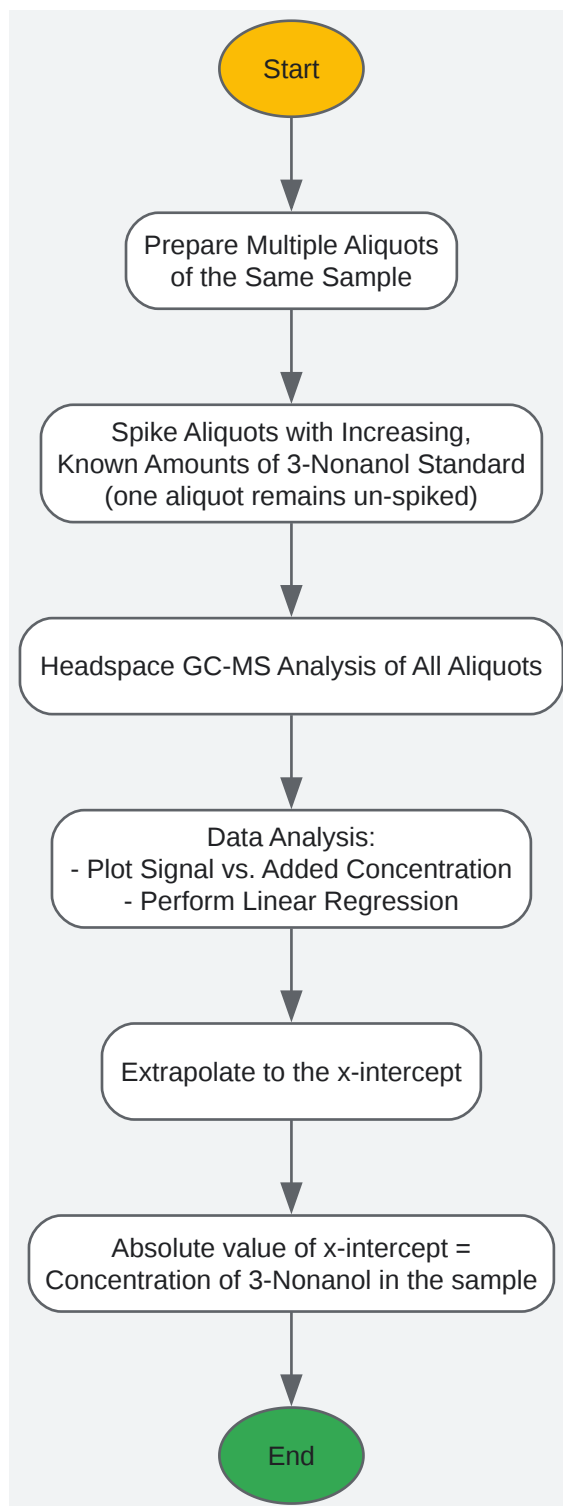 Start
Prepare Multiple Aliquots
of the Same Sample
Spike Aliquots with Increasing,
Known Amounts of 3-Nonanol Standard
(one aliquot remains un-spiked)
Headspace GC-MS Analysis of All Aliquots
Data Analysis:
- Plot Signal vs. Added Concentration
- Perform Linear Regression
Extrapolate to the x-intercept
Absolute value of x-intercept =
Concentration of 3-Nonanol in the sample
End